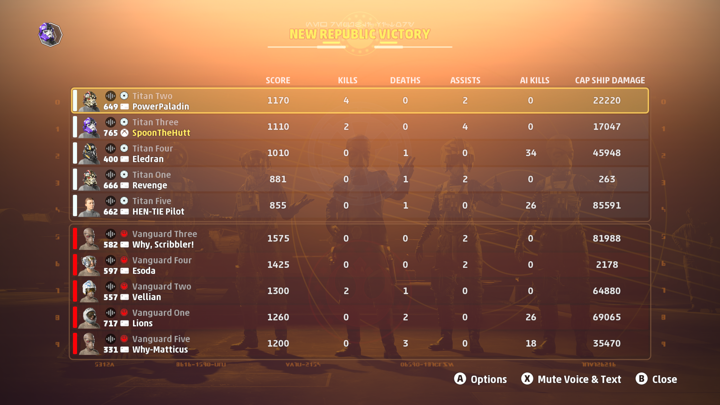 NEW REPUBLIC VICTORY
SCORE KILLS DEATHS ASSISTS AI KILLS CAP SHIP DAMAGE
Titan Two
649 PowerPaladin 1170 4 0 2 0 22220
Titan Three
765 SpoonTheHutt 1110 2 0 4 0 17047
Titan Four
400 Eledran 1010 0 1 0 34 45948
Titan One
666 Revenge 881 0 1 2 0 263
Titan Five
662 HEN-TIE Pilot 855 0 1 0 26 85591
Vanguard Three
582 Why, Scribbler! 1575 0 0 2 0 81988
Vanguard Four
597 Esoda 1425 0 0 2 0 2178
Vanguard Two
557 Vellian 1300 2 1 0 0 64880
Vanguard One
717 Lions 1260 0 2 0 26 69065
Vanguard Five
331 Why-Matticus 1200 0 3 0 18 35470
A Options X Mute Voice & Text B Close